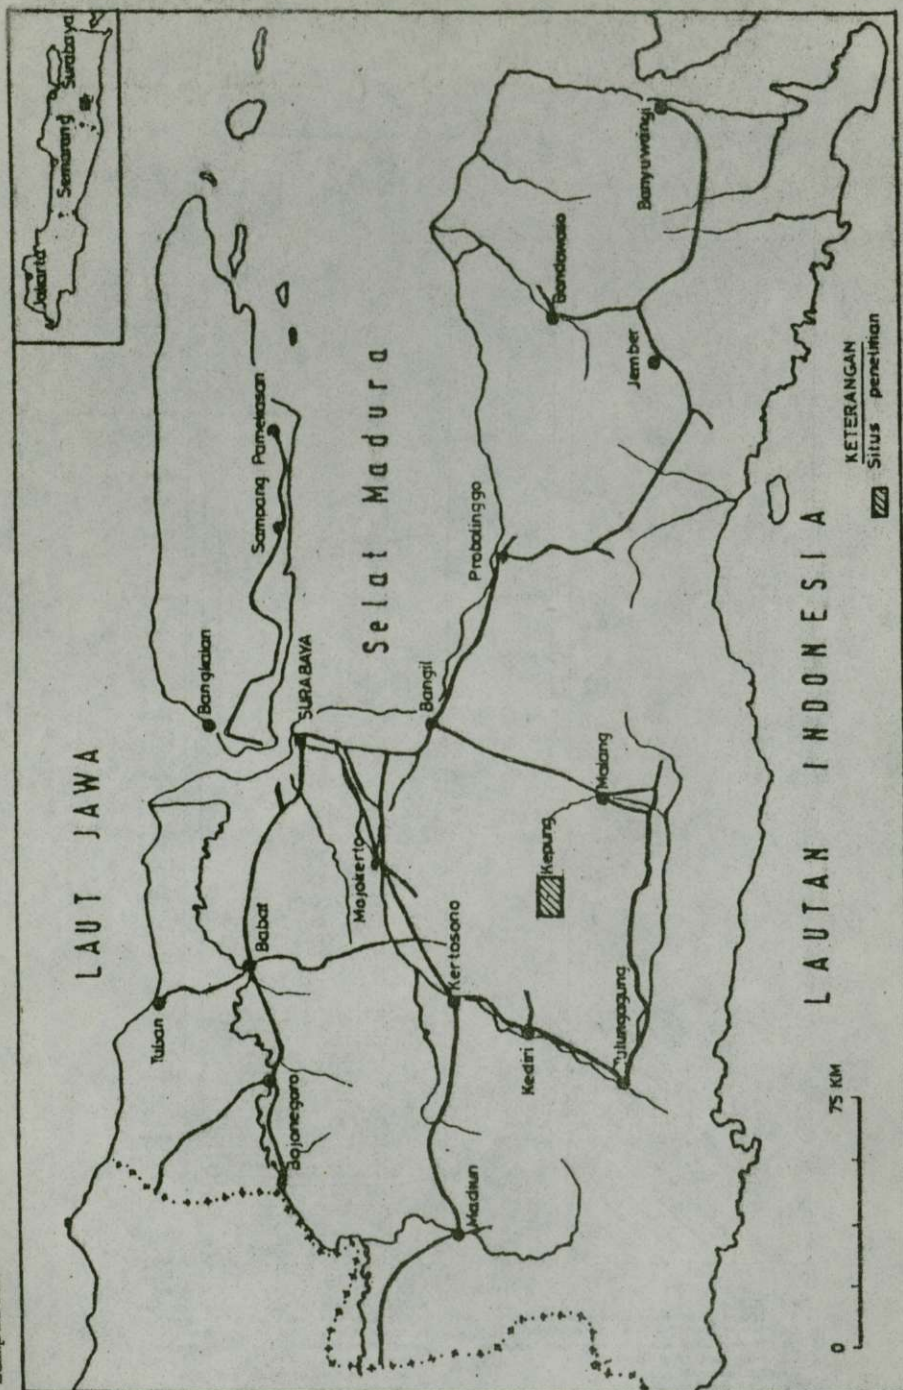 Jakarta
Semarang
Surabaya
LAUT JAWA
Tuban
Babat
Bojonegoro
Bangkalan
Sampang
Pamekasan
SURABAYA
Selat Madura
Mojokerto
Kertosono
Madiun
Kediri
Kepung
Malang
Bangil
Probolinggo
Bondowoso
Jember
Banyuwangi
LAUTAN INDONESIA
0
75 KM
KETERANGAN
Situs penelitian